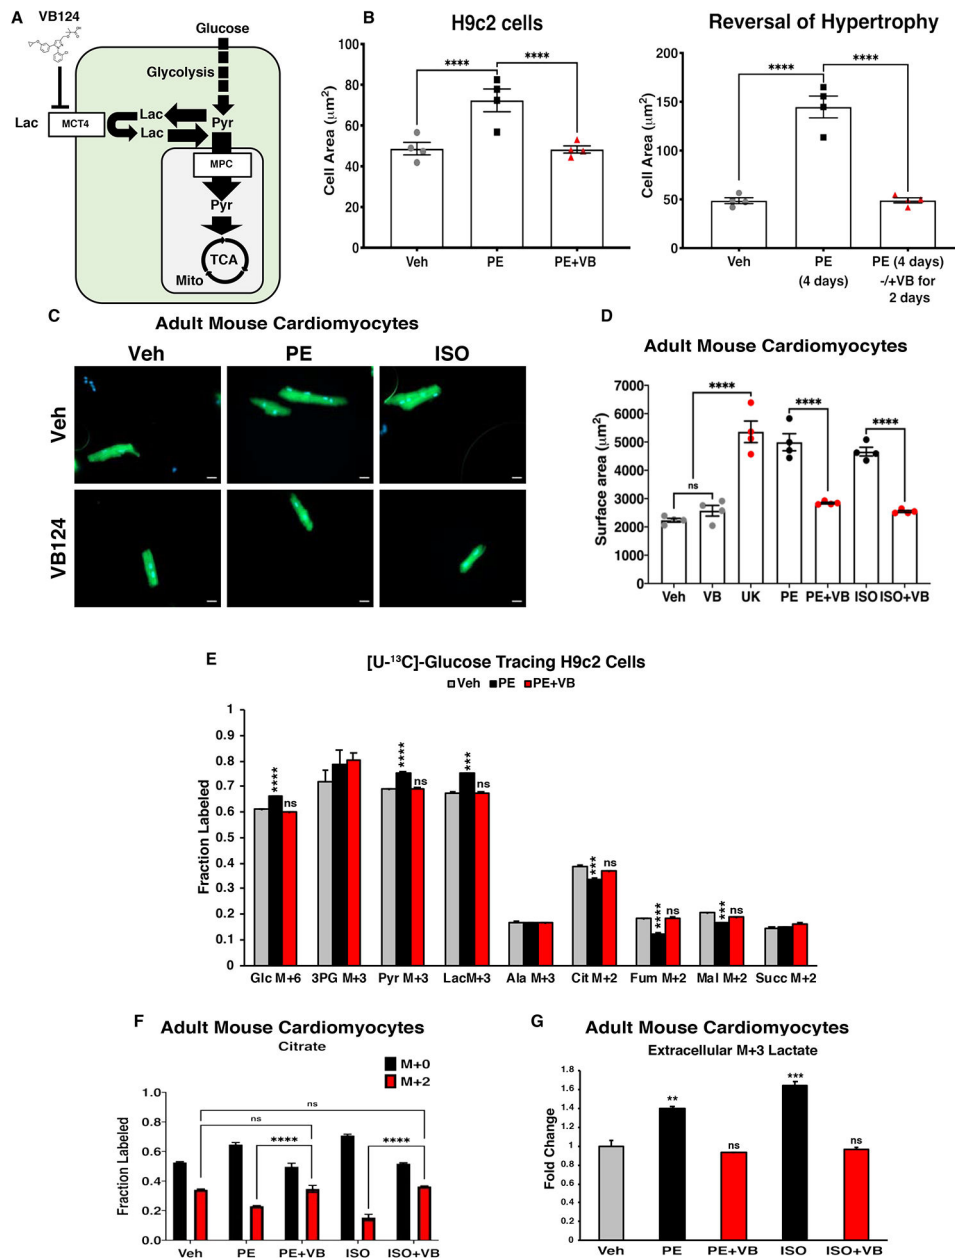 A
VB124
Glucose
Glycolysis
Lac
MCT4
Lac
Lac
Pyr
MPC
Pyr
TCA
Mito
B
H9c2 cells
Cell Area (μm²)
100
80
60
40
20
0
****
****
Veh
PE
PE+VB
Reversal of Hypertrophy
Cell Area (μm²)
200
150
100
50
0
****
****
Veh
PE
(4 days)
PE (4 days)
-/+VB for
2 days
C
Adult Mouse Cardiomyocytes
Veh
PE
ISO
Veh
VB124
D
Adult Mouse Cardiomyocytes
Surface area (μm²)
7000
6000
5000
4000
3000
2000
1000
0
ns
****
****
****
Veh
VB
UK
PE
PE+VB
ISO
ISO+VB
E
[U-¹³C]-Glucose Tracing H9c2 Cells
Veh
PE
PE+VB
Fraction Labeled
1
0.9
0.8
0.7
0.6
0.5
0.4
0.3
0.2
0.1
0
****
ns
****
ns
***
ns
***
ns
****
ns
***
ns
Glc M+6
3PG M+3
Pyr M+3
LacM+3
Ala M+3
Cit M+2
Fum M+2
Mal M+2
Succ M+2
F
Adult Mouse Cardiomyocytes
Citrate
M+0
M+2
Fraction Labeled
1.0
0.8
0.6
0.4
0.2
0.0
ns
ns
****
****
Veh
PE
PE+VB
ISO
ISO+VB
G
Adult Mouse Cardiomyocytes
Extracellular M+3 Lactate
Fold Change
1.8
1.6
1.4
1.2
1
0.8
0.6
0.4
0.2
0
**
ns
***
ns
Veh
PE
PE+VB
ISO
ISO+VB